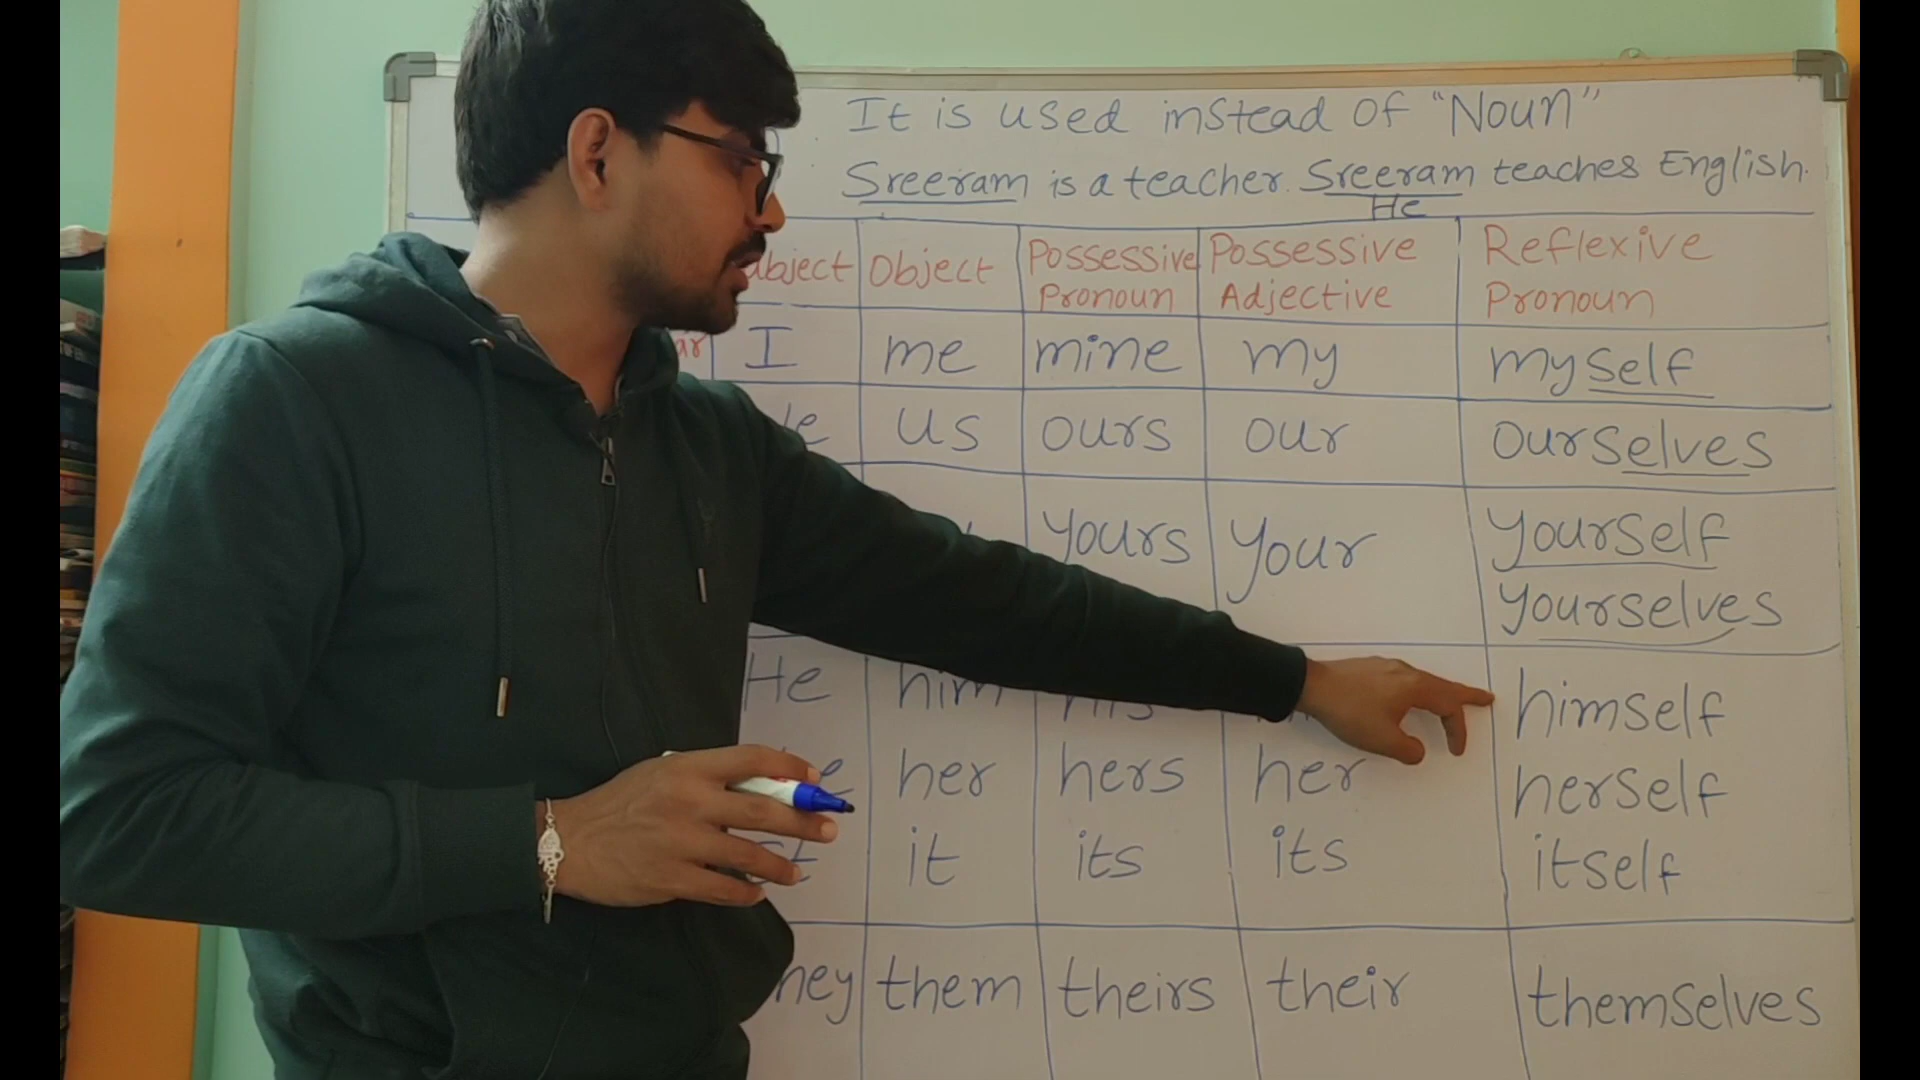 It is used instead of "Noun"
Sreeram is a teacher. Sreeram teaches English.
He
Object Possessive Pronoun Possessive Adjective Reflexive Pronoun
I me mine my myself
us ours our ourselves
yours your yourself
yourselves
He him his himself
her hers her herself
it its its itself
them theirs their themselves